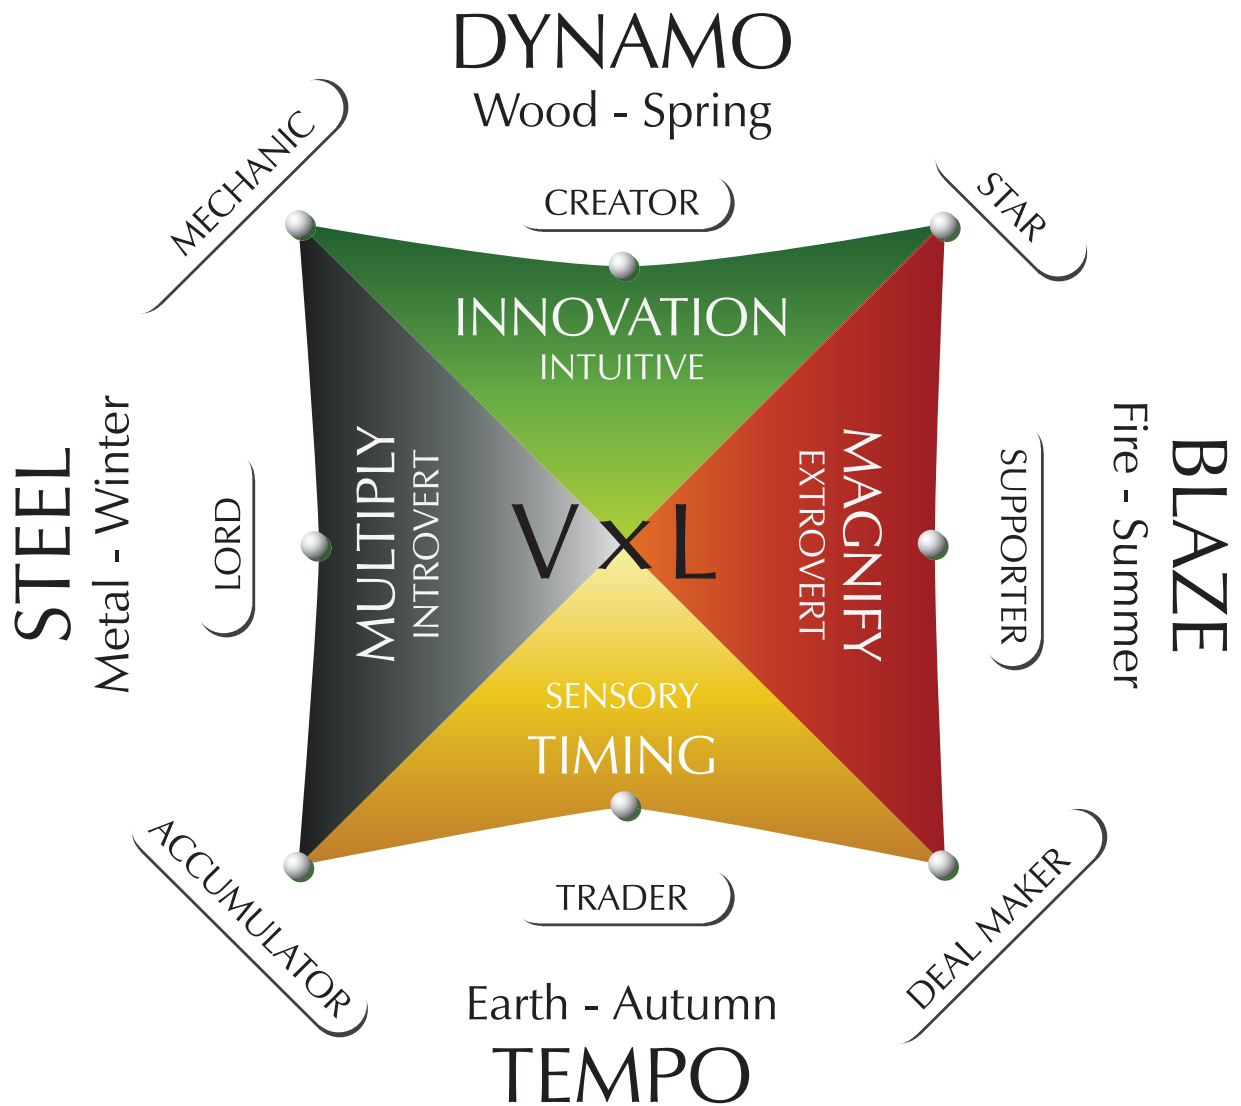 DYNAMO
Wood - Spring
MECHANIC
CREATOR
STAR
INNOVATION
INTUITIVE
STEEL
Metal - Winter
LORD
MULTIPLY
INTROVERT
V x L
EXTROVERT
MAGNIFY
SUPPORTER
Fire - Summer
BLAZE
SENSORY
TIMING
ACCUMULATOR
TRADER
DEAL MAKER
Earth - Autumn
TEMPO